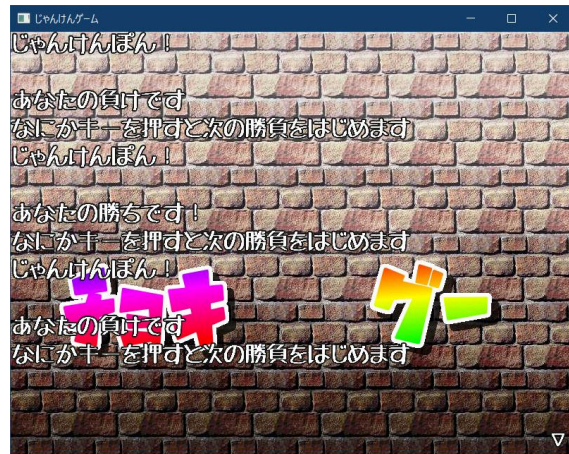 じゃんけんゲーム
じゃんけんぽん！
あなたの負けです
なにかキーを押すと次の勝負をはじめます
じゃんけんぽん！
あなたの勝ちです！
なにかキーを押すと次の勝負をはじめます
じゃんけんぽん！
チョキ
グー
あなたの負けです
なにかキーを押すと次の勝負をはじめます